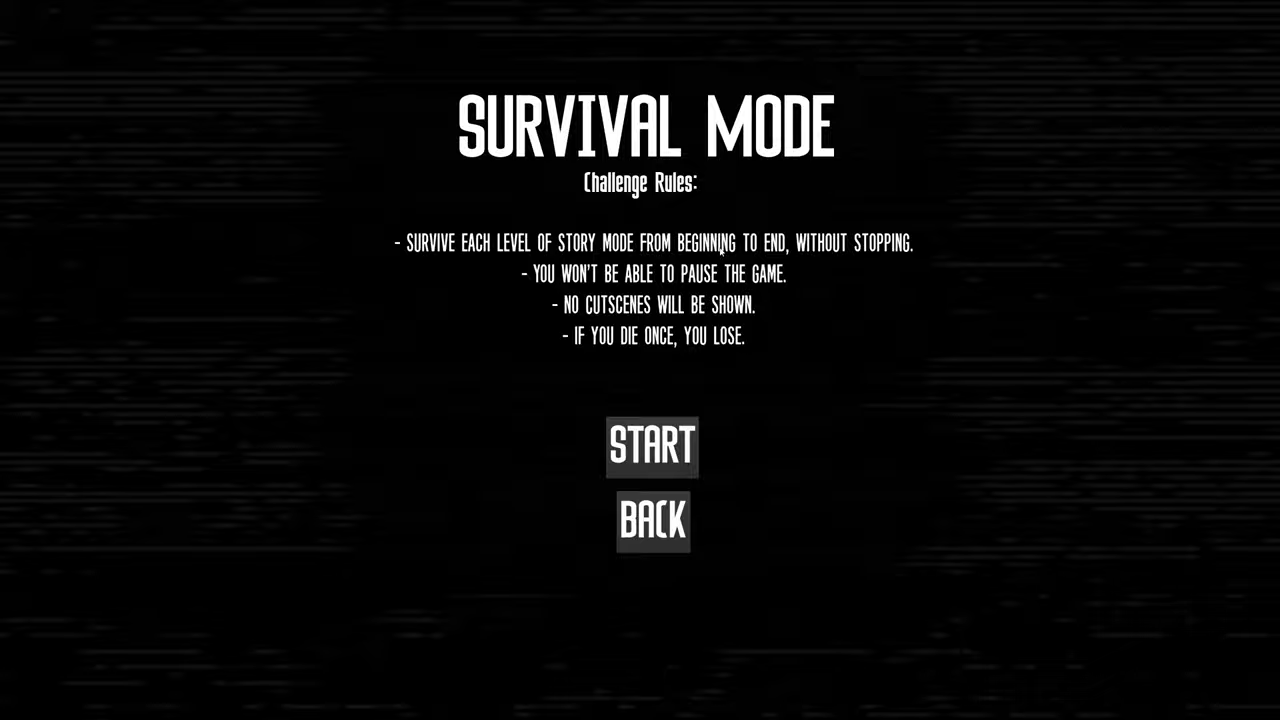 SURVIVAL MODE
Challenge Rules:
- SURVIVE EACH LEVEL OF STORY MODE FROM BEGINNING TO END, WITHOUT STOPPING.
- YOU WON'T BE ABLE TO PAUSE THE GAME.
- NO CUTSCENES WILL BE SHOWN.
- IF YOU DIE ONCE, YOU LOSE.
START
BACK